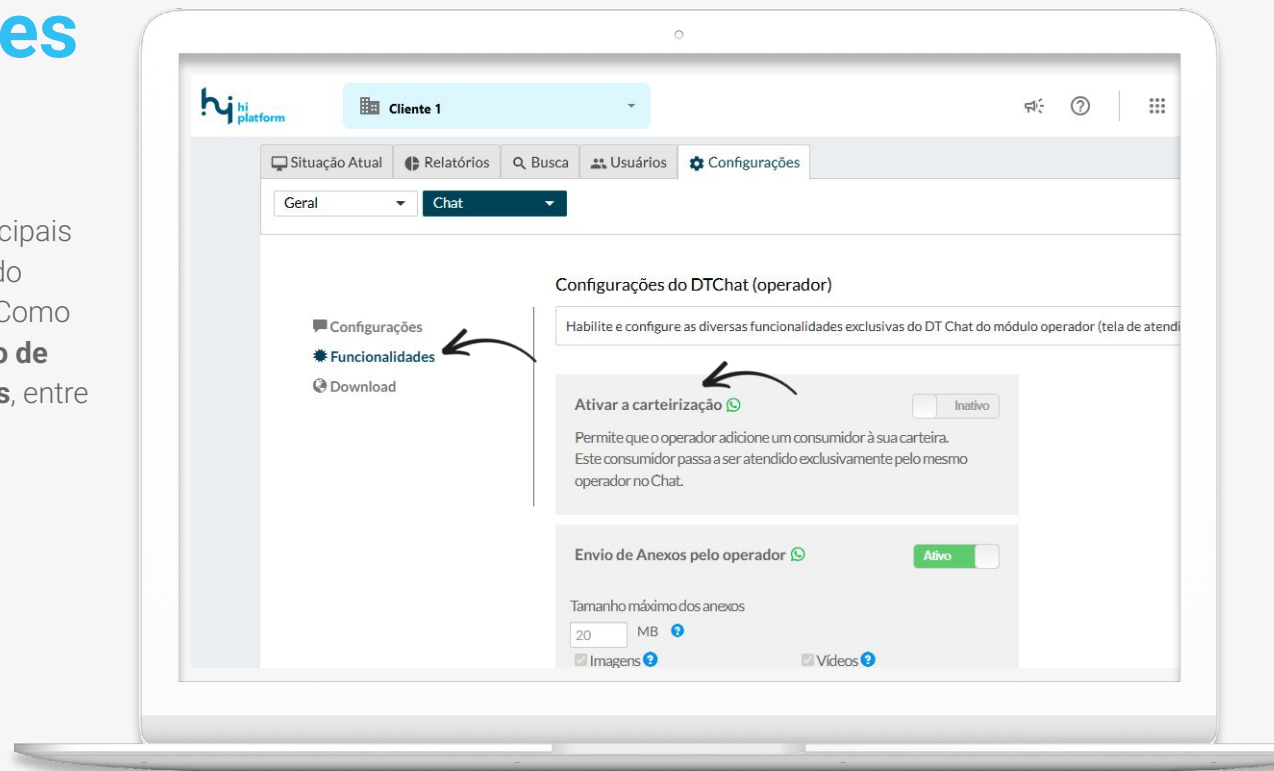 es
cipais
do
Como
o de
s, entre
hi
platform
Cliente 1
Situação Atual
Relatórios
Busca
Usuários
Configurações
Geral
Chat
Configurações do DTChat (operador)
Configurações
Funcionalidades
Download
Habilite e configure as diversas funcionalidades exclusivas do DT Chat do módulo operador (tela de atendi
Ativar a carteirização
Inativo
Permite que o operador adicione um consumidor à sua carteira.
Este consumidor passa a ser atendido exclusivamente pelo mesmo
operador no Chat.
Envio de Anexos pelo operador
Ativo
Tamanho máximo dos anexos
20 MB
Imagens
Vídeos